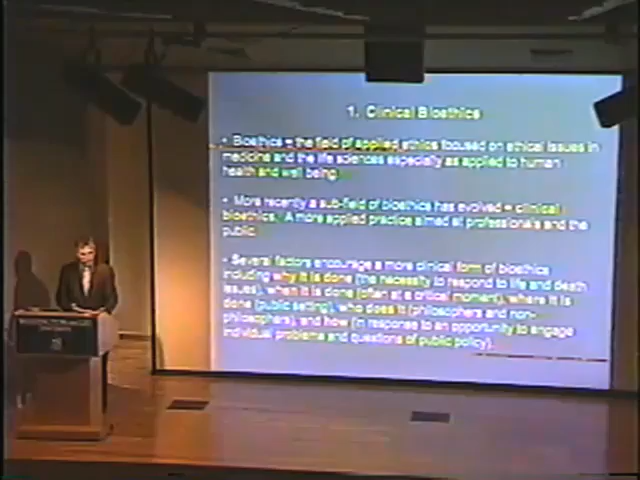 1. Clinical Bioethics
• Bioethics = the field of applied ethics focused on ethical issues in
medicine and the life sciences especially as applied to human
health and well being.
• More recently a sub-field of bioethics has evolved = clinical
bioethics. A more applied practice aimed at professionals and the
public.
• Several factors encourage a more clinical form of bioethics
including why it is done (the necessity to respond to life and death
issues), when it is done (often at a critical moment), where it is
done (public setting), who does it (philosophers and non-
philosophers), and how (in response to an opportunity to engage
individual problems and questions of public policy).